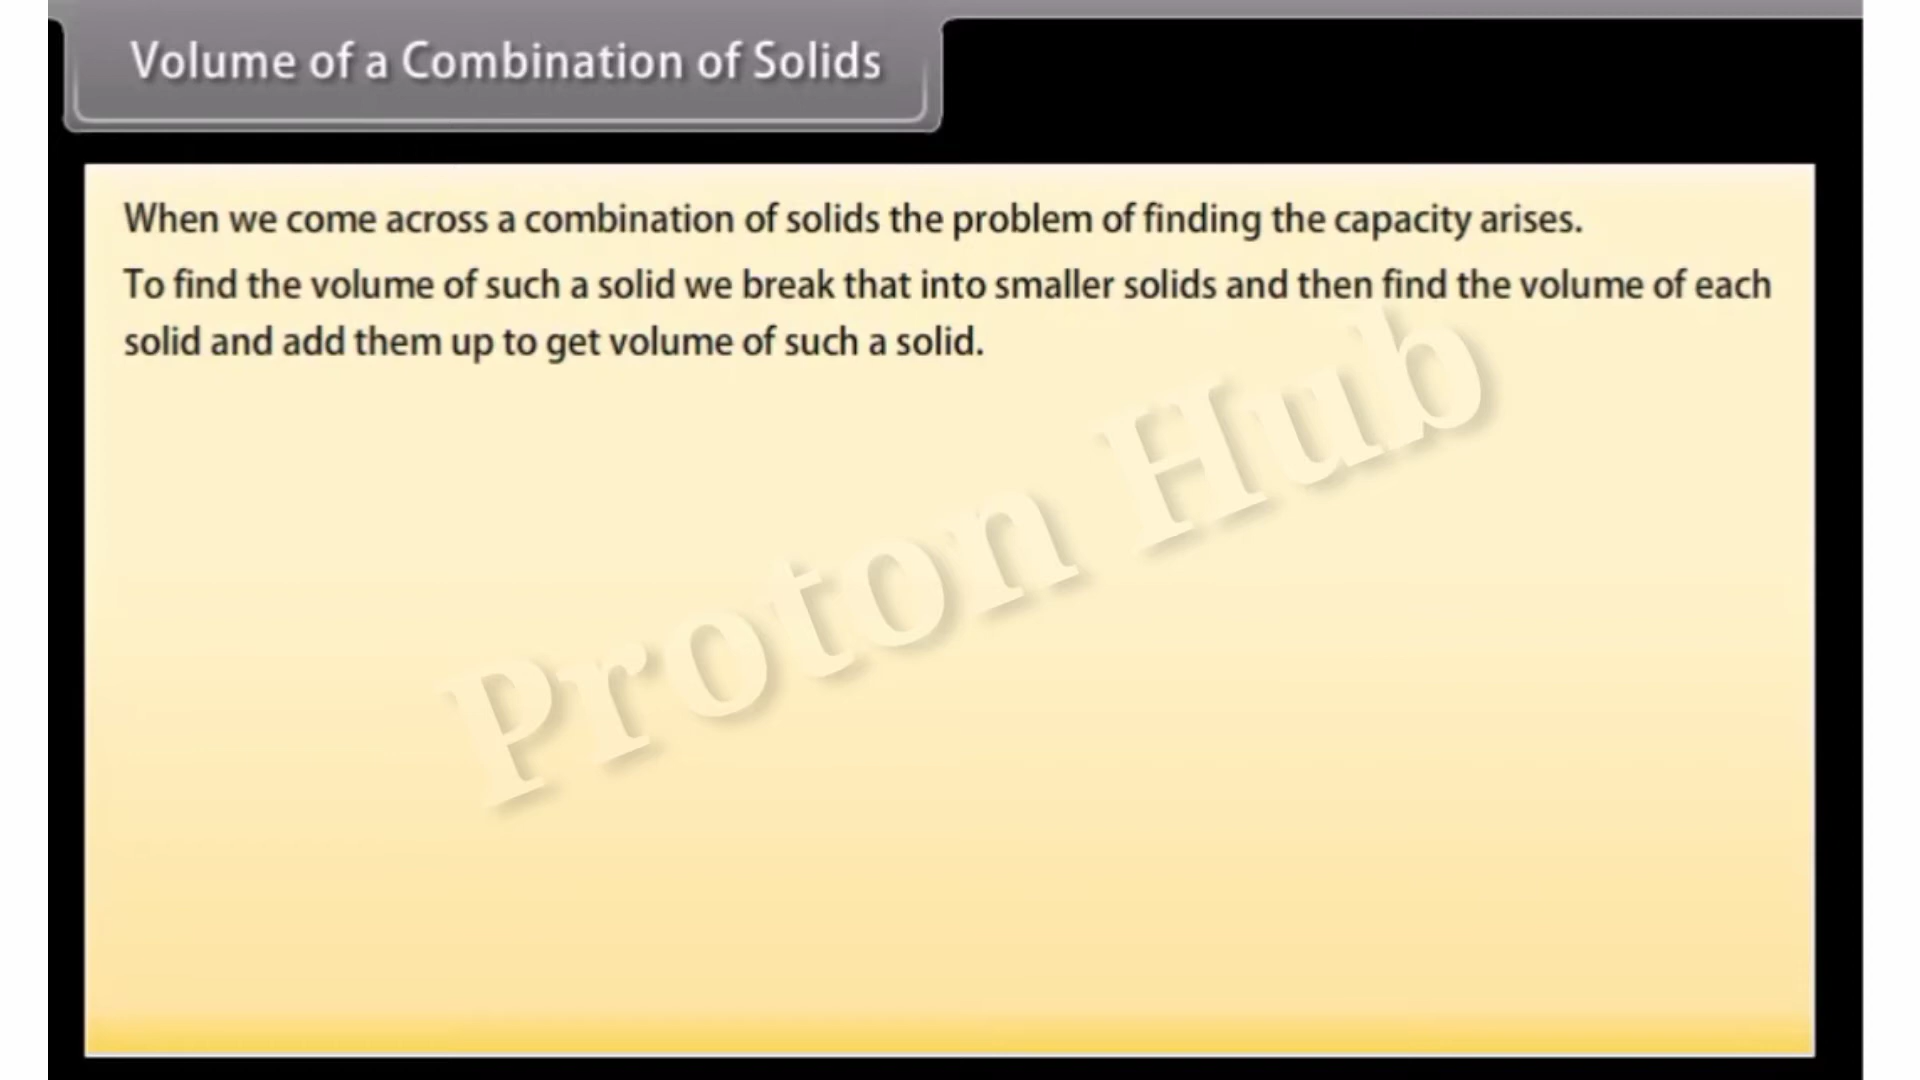 Volume of a Combination of Solids
When we come across a combination of solids the problem of finding the capacity arises.
To find the volume of such a solid we break that into smaller solids and then find the volume of each
solid and add them up to get volume of such a solid.
Proton Hub